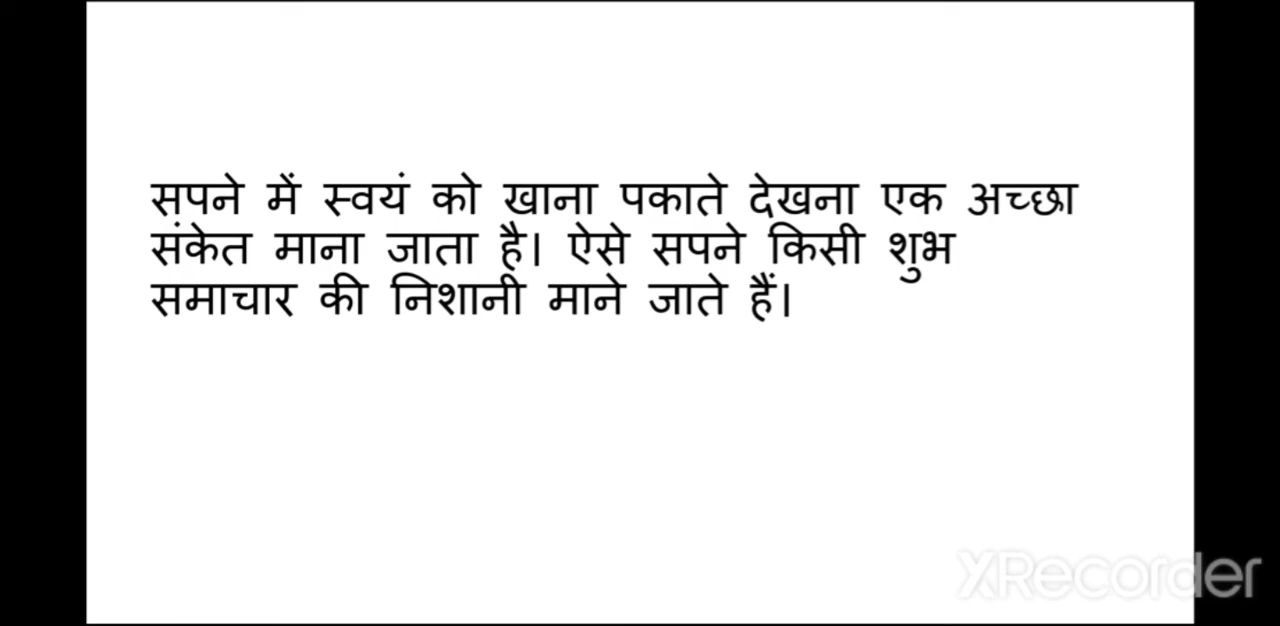 सपने में स्वयं को खाना पकाते देखना एक अच्छा
संकेत माना जाता है। ऐसे सपने किसी शुभ
समाचार की निशानी माने जाते हैं।
XRecorder